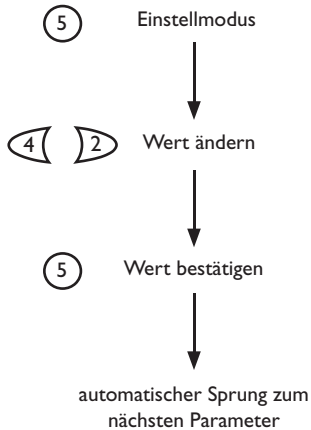 5 Einstellmodus
4 2 Wert ändern
5 Wert bestätigen
automatischer Sprung zum
nächsten Parameter